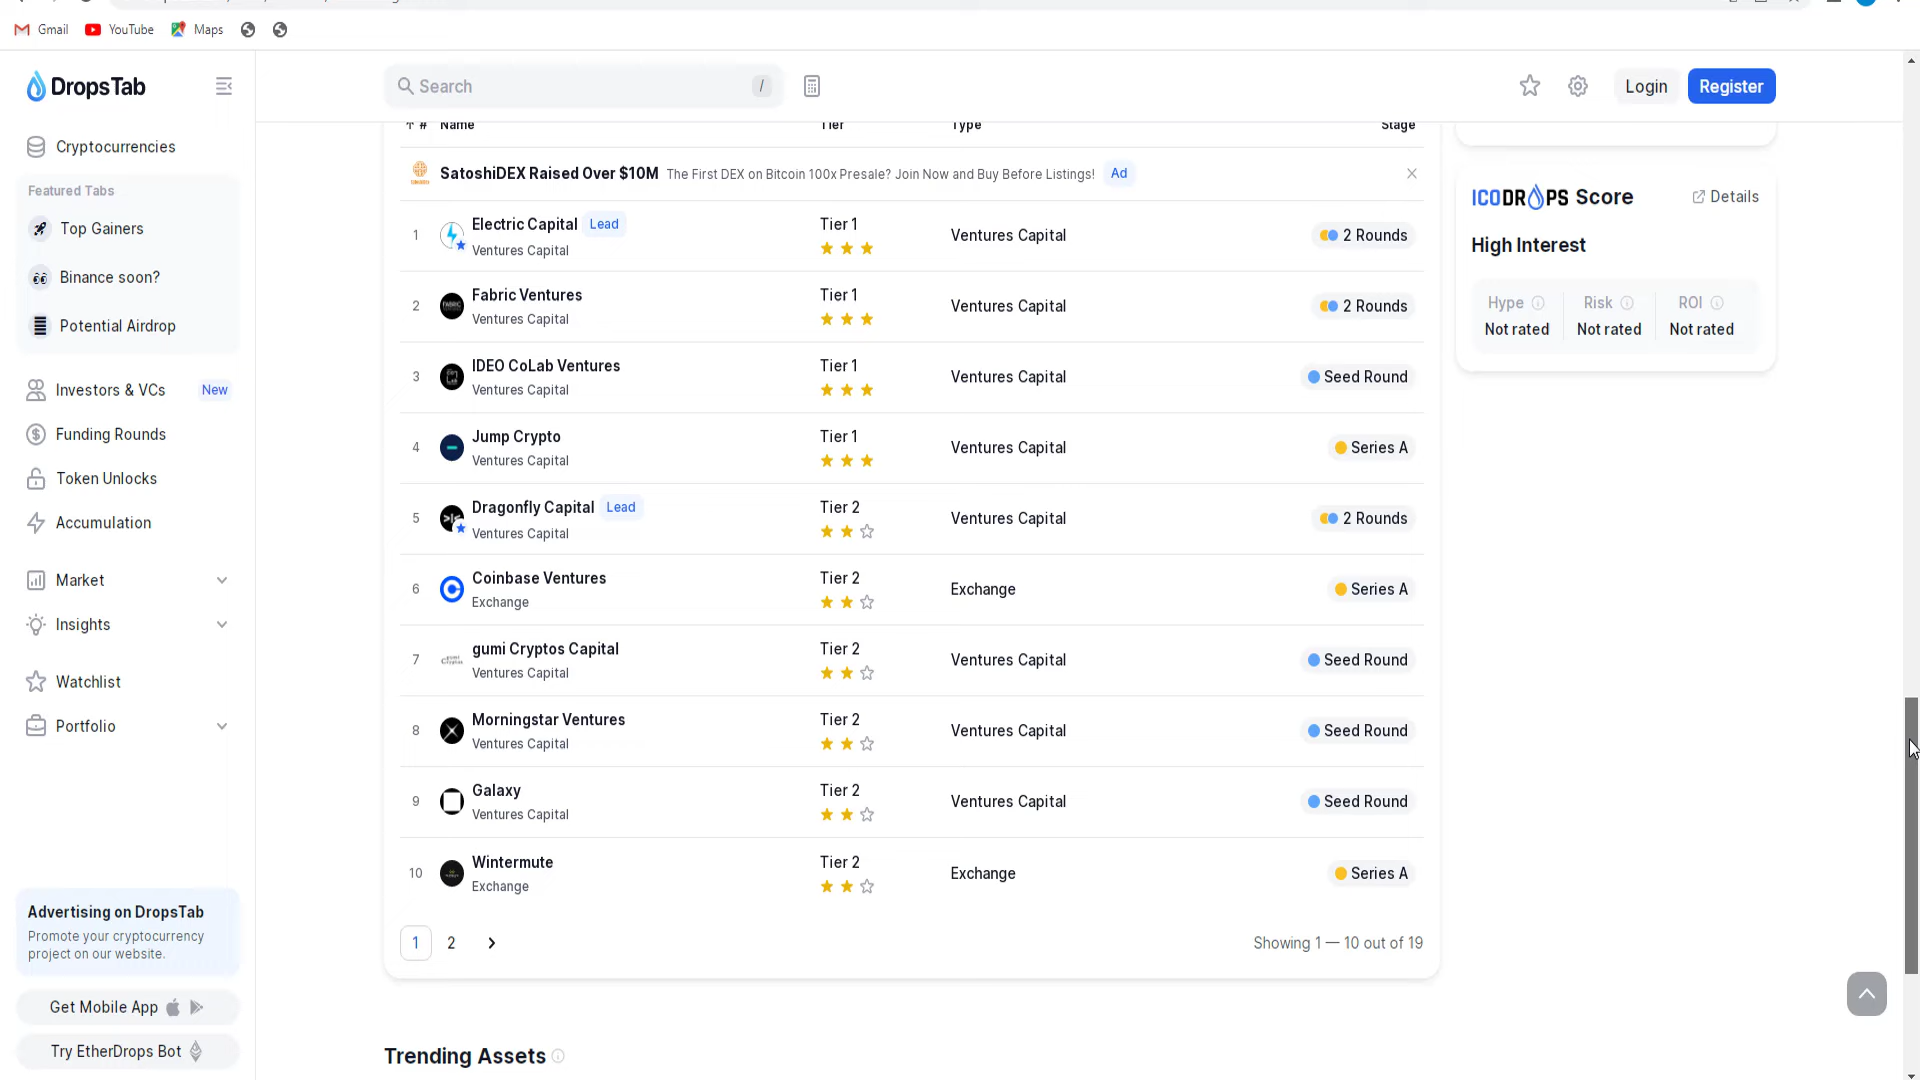 Gmail YouTube Maps
DropsTab
Search /
Login Register
Cryptocurrencies
Featured Tabs
Top Gainers
Binance soon?
Potential Airdrop
Investors & VCs New
Funding Rounds
Token Unlocks
Accumulation
Market
Insights
Watchlist
Portfolio
Advertising on DropsTab
Promote your cryptocurrency
project on our website.
Get Mobile App
Try EtherDrops Bot
# Name Tier Type Stage
SatoshiDEX Raised Over $10M The First DEX on Bitcoin 100x Presale? Join Now and Buy Before Listings! Ad
1 Electric Capital Lead Tier 1 Ventures Capital 2 Rounds
Ventures Capital
2 Fabric Ventures Tier 1 Ventures Capital 2 Rounds
Ventures Capital
3 IDEO CoLab Ventures Tier 1 Ventures Capital Seed Round
Ventures Capital
4 Jump Crypto Tier 1 Ventures Capital Series A
Ventures Capital
5 Dragonfly Capital Lead Tier 2 Ventures Capital 2 Rounds
Ventures Capital
6 Coinbase Ventures Tier 2 Exchange Series A
Exchange
7 gumi Cryptos Capital Tier 2 Ventures Capital Seed Round
Ventures Capital
8 Morningstar Ventures Tier 2 Ventures Capital Seed Round
Ventures Capital
9 Galaxy Tier 2 Ventures Capital Seed Round
Ventures Capital
10 Wintermute Tier 2 Exchange Series A
Exchange
1 2 Showing 1 — 10 out of 19
Trending Assets
ICODROPS Score Details
High Interest
Hype Risk ROI
Not rated Not rated Not rated